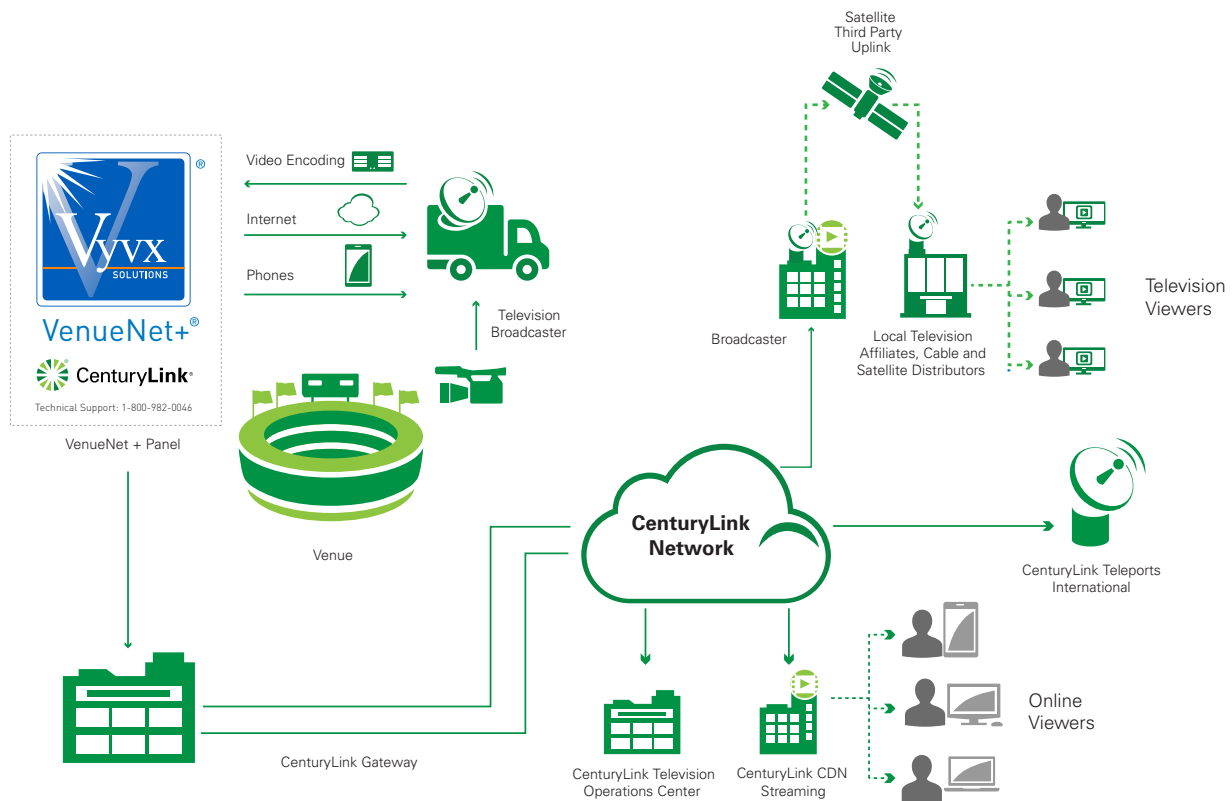 Satellite
Third Party
Uplink
Vyvx
SOLUTIONS
®
VenueNet+®
CenturyLink®
Technical Support: 1-800-982-0046
VenueNet + Panel
Video Encoding
Internet
Phones
Television
Broadcaster
Venue
Broadcaster
Local Television
Affiliates, Cable and
Satellite Distributors
Television
Viewers
CenturyLink
Network
CenturyLink Teleports
International
CenturyLink Gateway
CenturyLink Television
Operations Center
CenturyLink CDN
Streaming
Online
Viewers